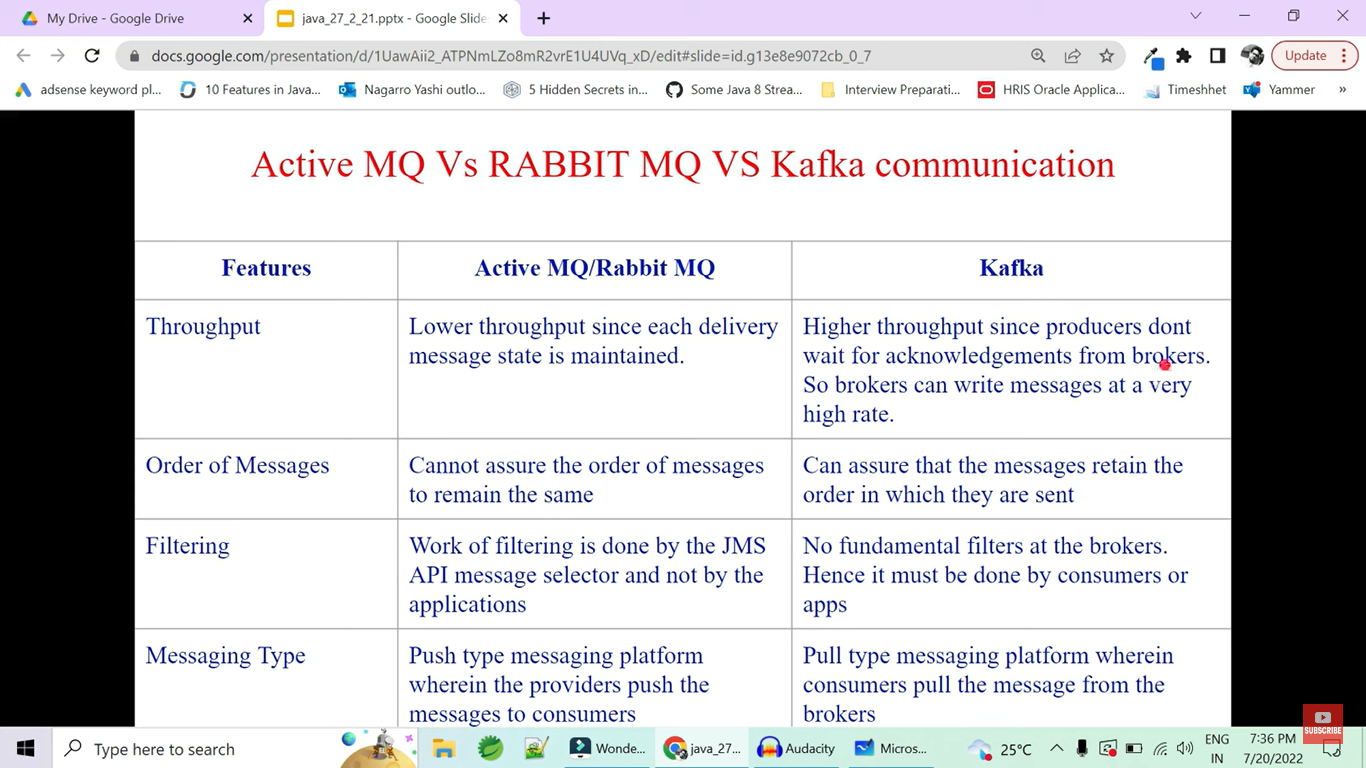 My Drive - Google Drive
java_27_2_21.pptx - Google Slide
docs.google.com/presentation/d/1UawAii2_ATPNmLZo8mR2vrE1U4UVq_xD/edit#slide=id.g13e8e9072cb_0_7
Update
adsense keyword pl...
10 Features in Java...
Nagarro Yashi outlo...
5 Hidden Secrets in...
Some Java 8 Strea...
Interview Preparati...
HRIS Oracle Applica...
Timeshhet
Yammer
»
Active MQ Vs RABBIT MQ VS Kafka communication
Features
Active MQ/Rabbit MQ
Kafka
Throughput
Lower throughput since each delivery
message state is maintained.
Higher throughput since producers dont
wait for acknowledgements from brokers.
So brokers can write messages at a very
high rate.
Order of Messages
Cannot assure the order of messages
to remain the same
Can assure that the messages retain the
order in which they are sent
Filtering
Work of filtering is done by the JMS
API message selector and not by the
applications
No fundamental filters at the brokers.
Hence it must be done by consumers or
apps
Messaging Type
Push type messaging platform
wherein the providers push the
messages to consumers
Pull type messaging platform wherein
consumers pull the message from the
brokers
SUBSCRIBE
Type here to search
Wonde...
java_27...
Audacity
Micros...
25°C
ENG
IN
7:36 PM
7/20/2022